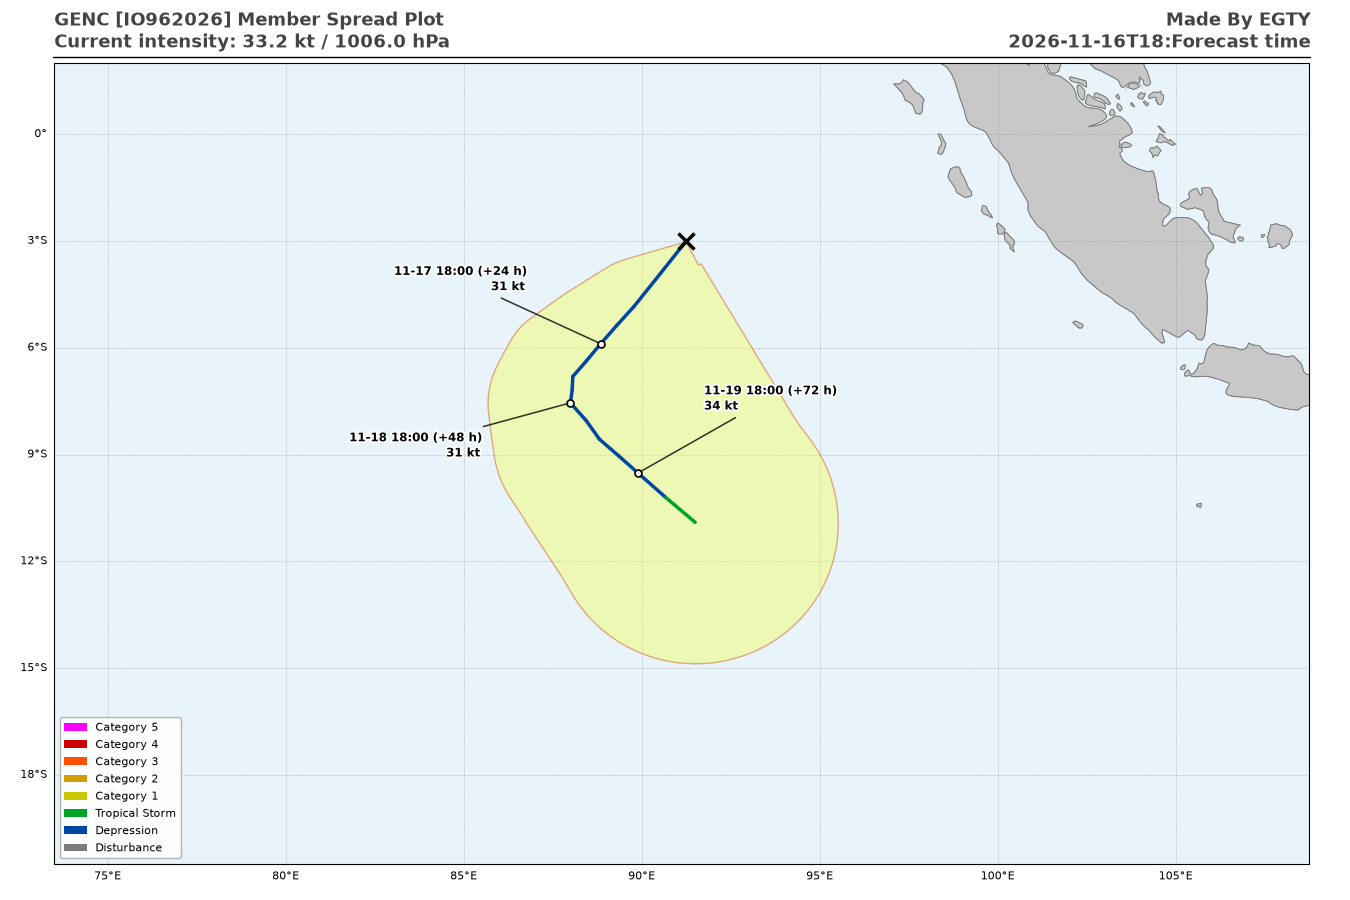 GENC [IO962026] Member Spread Plot
Current intensity: 33.2 kt / 1006.0 hPa
Made By EGTY
2026-11-16T18:Forecast time
0°
3°S
6°S
9°S
12°S
15°S
18°S
11-17 18:00 (+24 h)
31 kt
11-19 18:00 (+72 h)
34 kt
11-18 18:00 (+48 h)
31 kt
Category 5
Category 4
Category 3
Category 2
Category 1
Tropical Storm
Depression
Disturbance
75°E
80°E
85°E
90°E
95°E
100°E
105°E